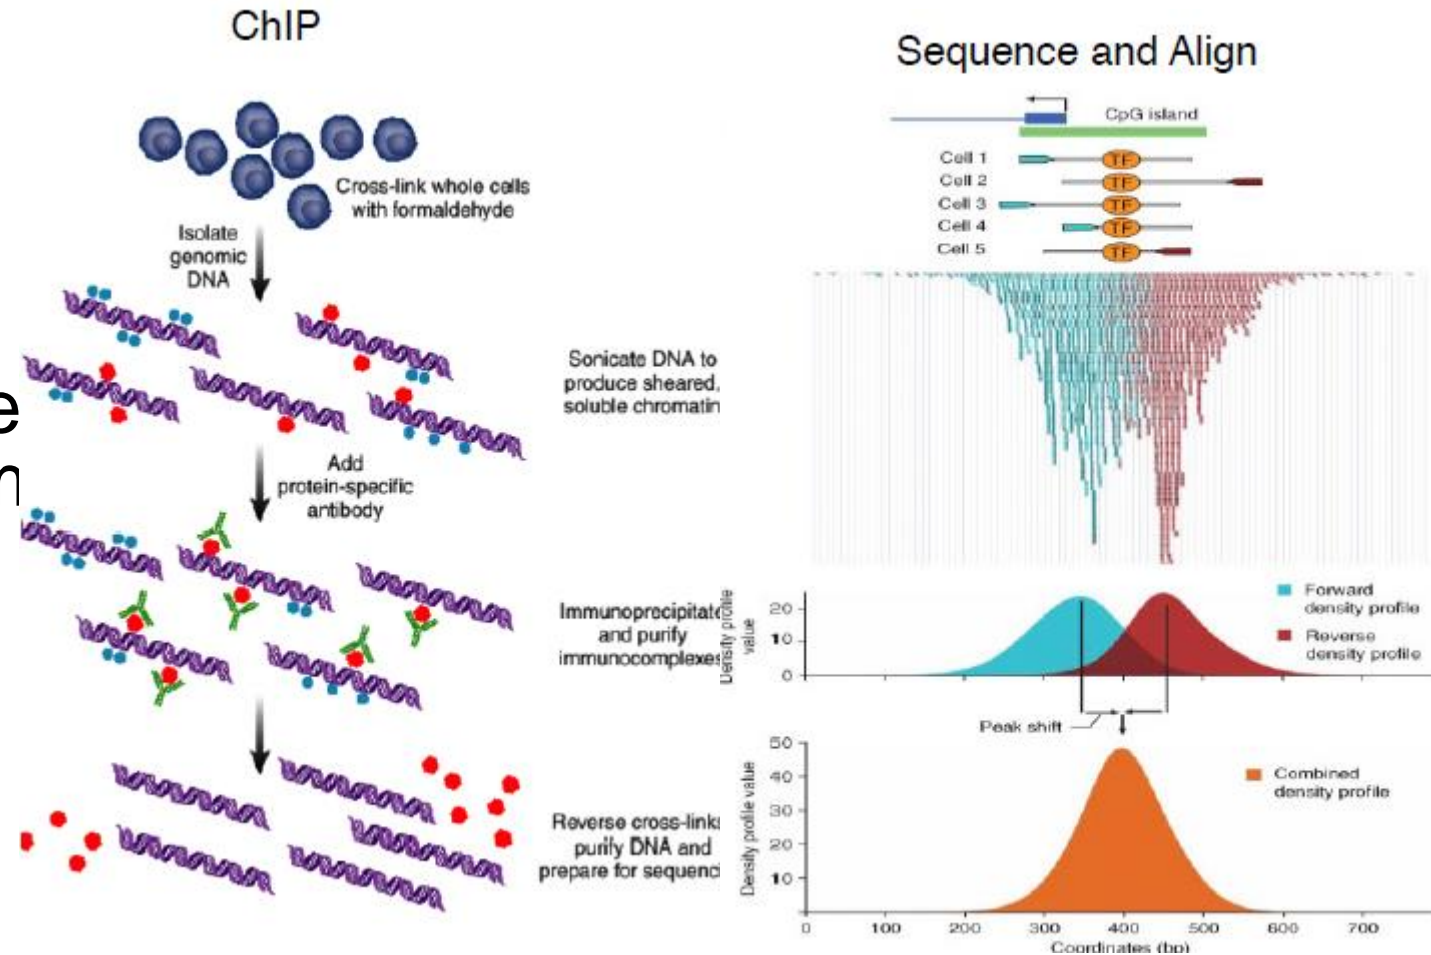 ChIP
Cross-link whole cells
with formaldehyde
Isolate
genomic
DNA
Sonicate DNA to
produce sheared,
soluble chromatin
e
n
Add
protein-specific
antibody
Immunoprecipitate
and purify
immunocomplexes
Reverse cross-links
purify DNA and
prepare for sequenci
Sequence and Align
CpG island
Cell 1
TF
Cell 2
TF
Cell 3
TF
Cell 4
TF
Cell 5
TF
Density profile
value
20
10
0
Forward
density profile
Reverse
density profile
Peak shift
Density profile value
50
40
30
20
10
Combined
density profile
0 100 200 300 400 500 600 700
Coordinates (bp)